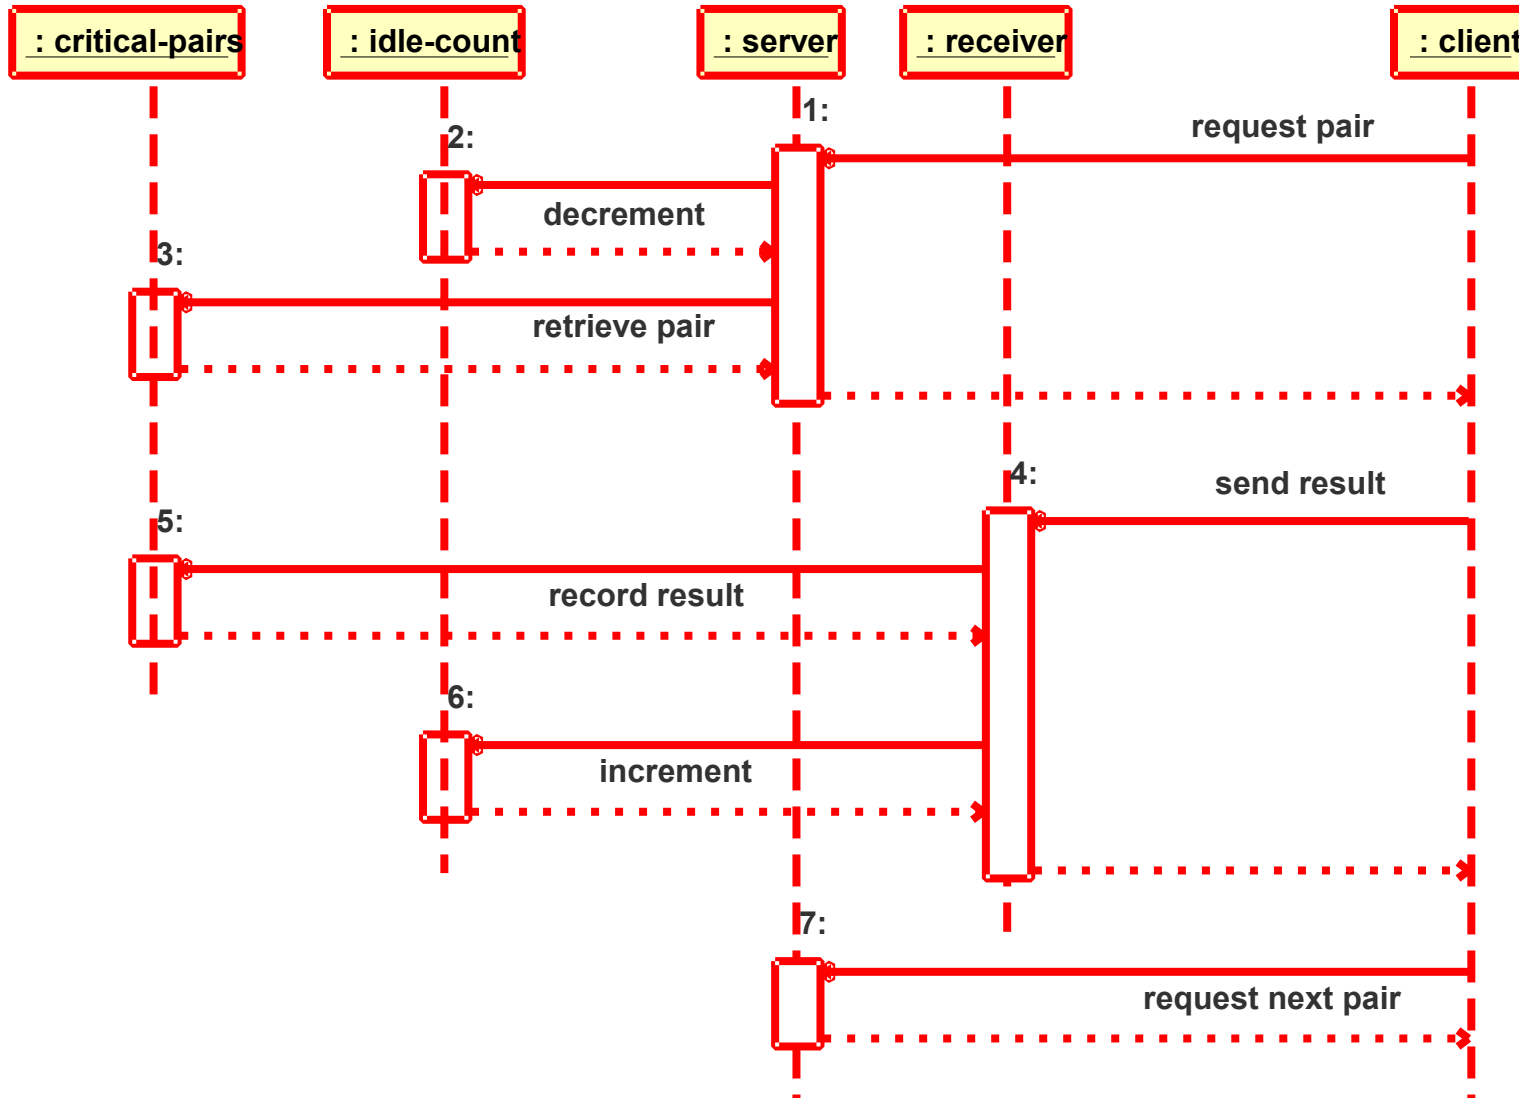 : critical-pairs
: idle-count
: server
: receiver
: client
1:
request pair
2:
decrement
3:
retrieve pair
4:
send result
5:
record result
6:
increment
7:
request next pair